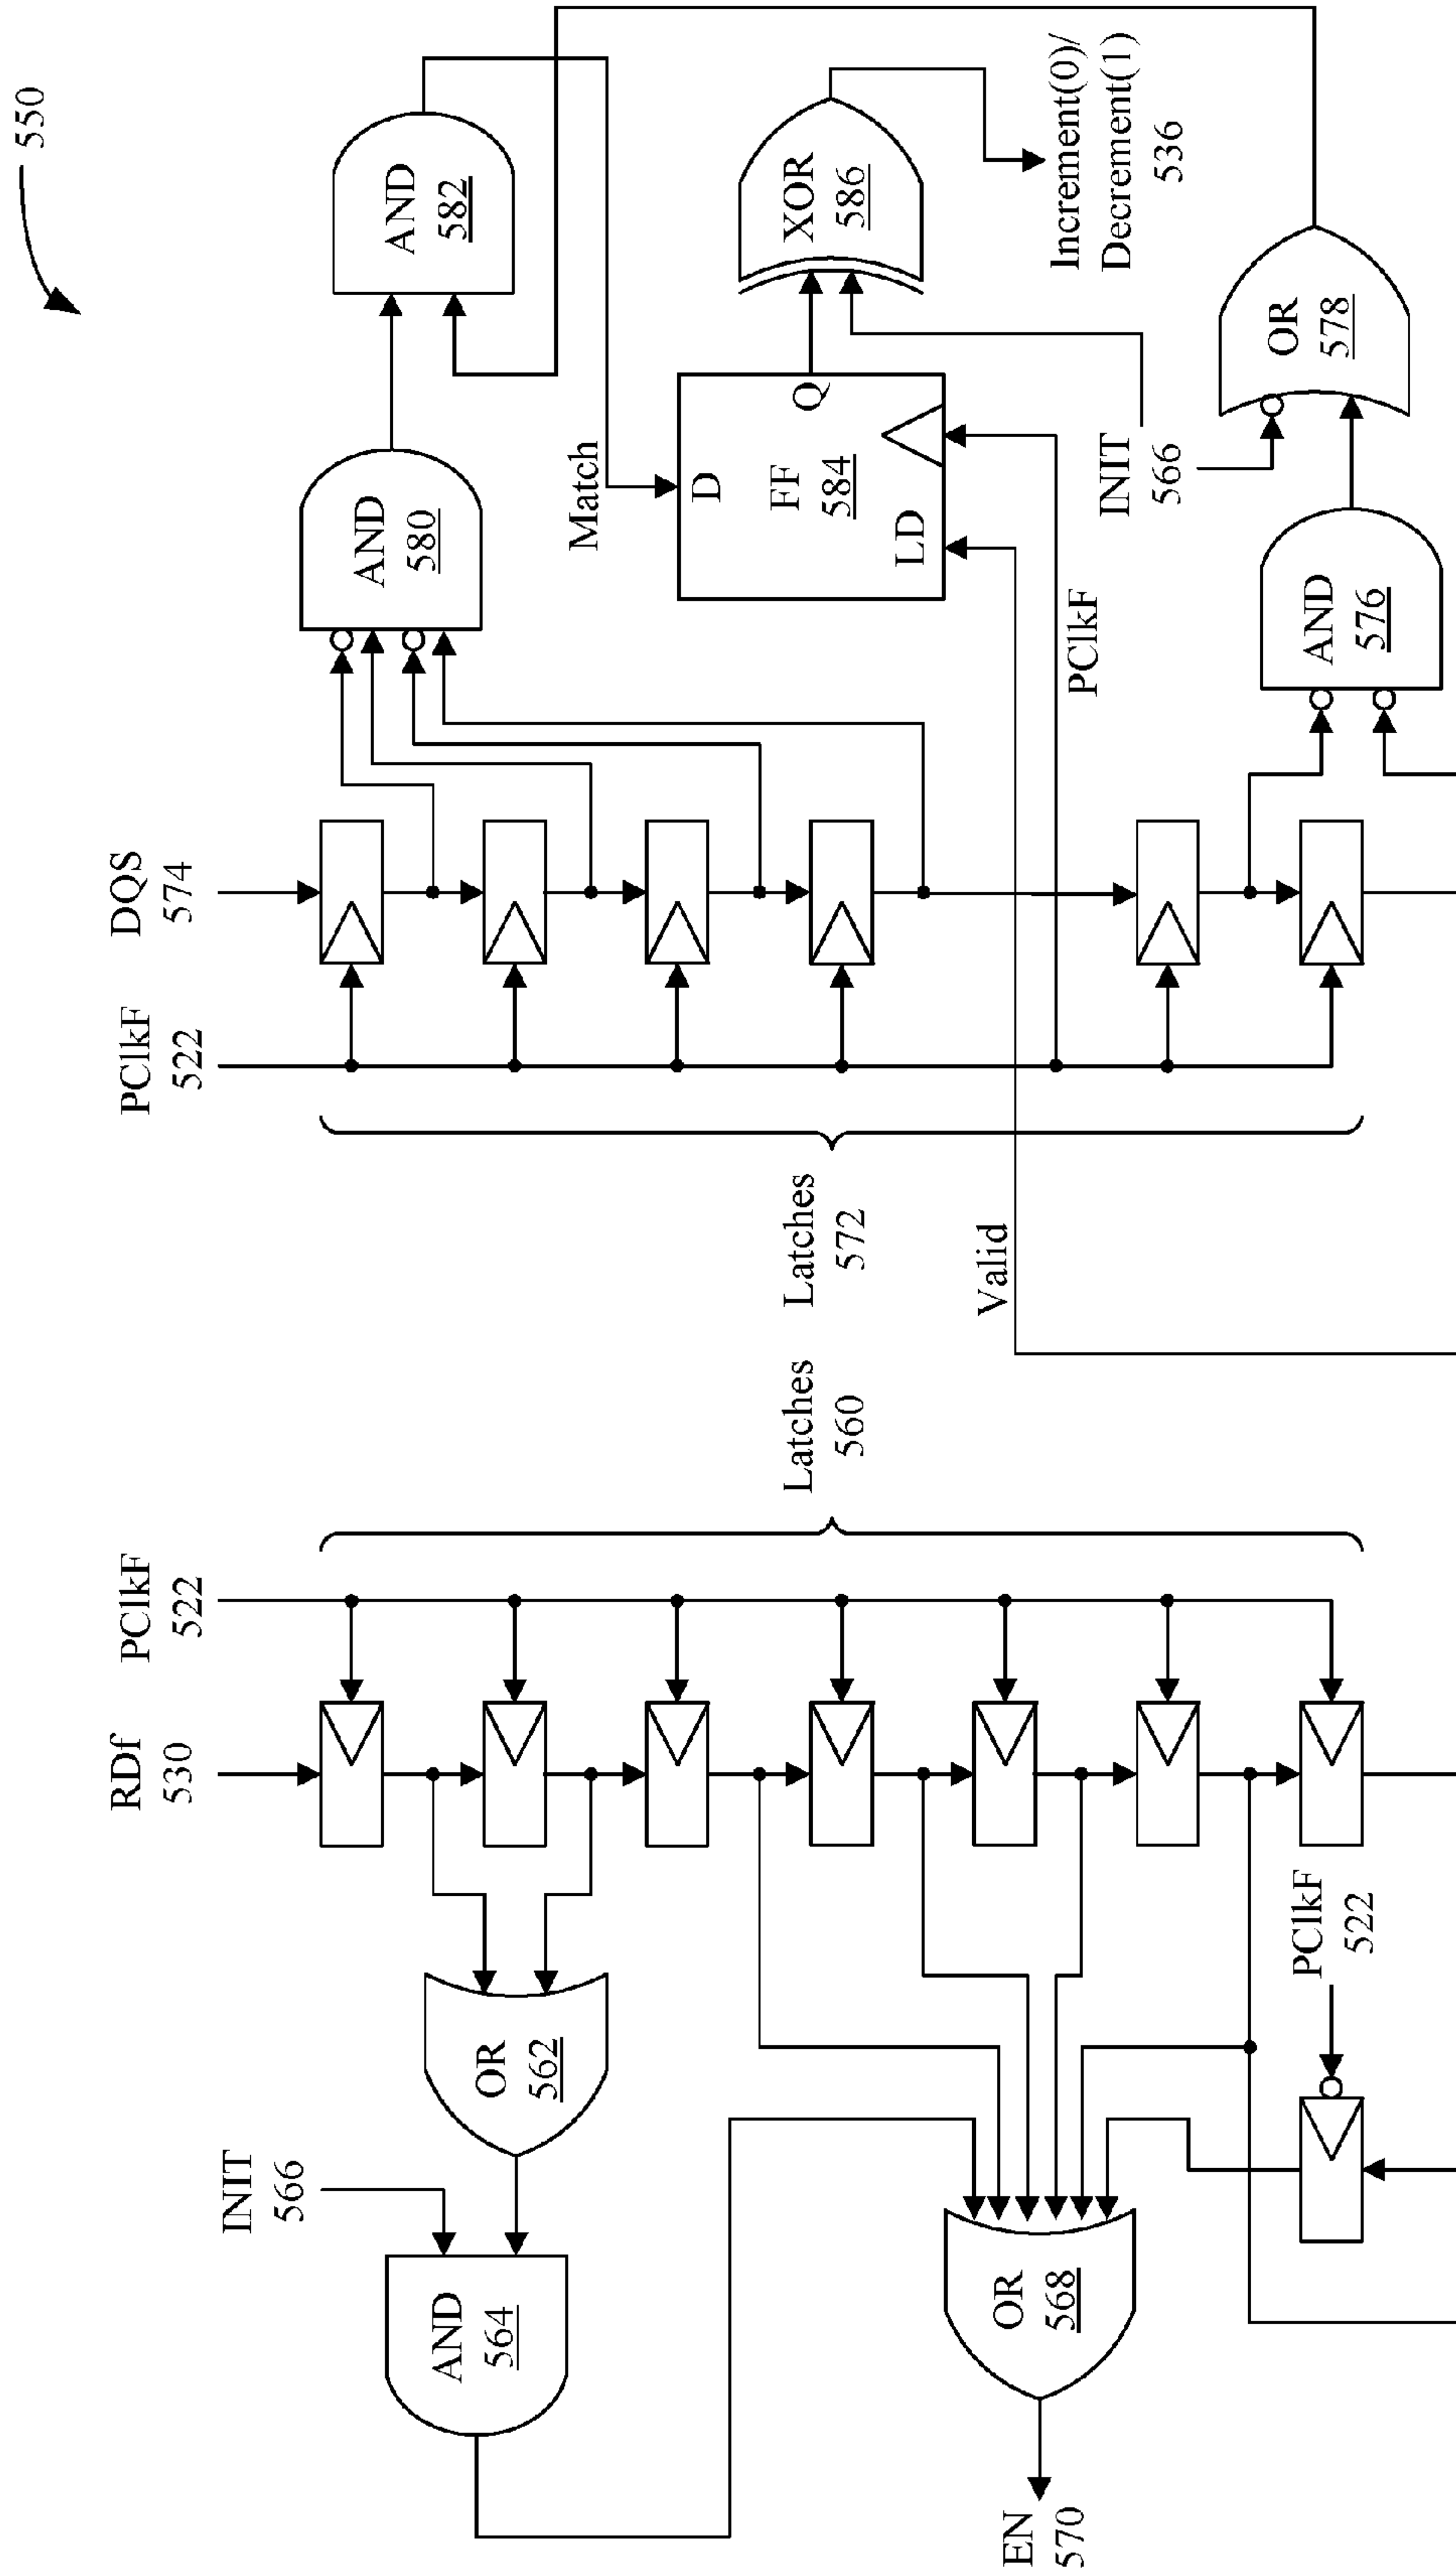 550
RDf
530
PClkF
522
PClkF
522
DQS
574
INIT
566
OR
562
AND
564
AND
580
AND
582
Match
D
Q
FF
584
LD
XOR
586
Increment(0)/
Decrement(1)
536
Latches
560
Latches
572
Valid
PClkF
INIT
566
OR
578
AND
576
OR
568
EN
570
PClkF
522